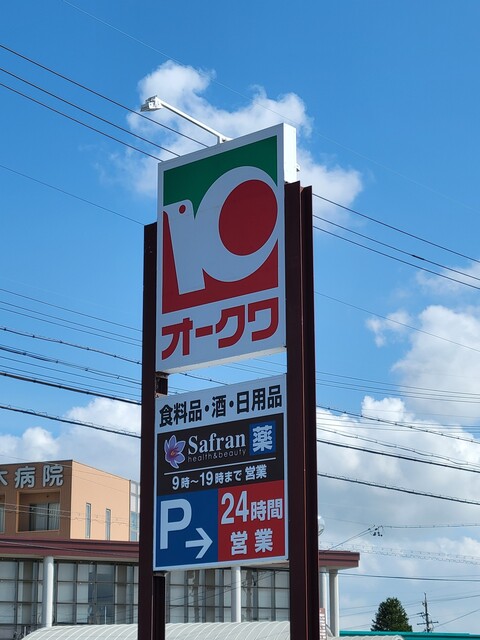 オークワ
食料品・酒・日用品
Safran 薬
health&beauty
9時〜19時まで営業
P→
24時間
営業
木病院